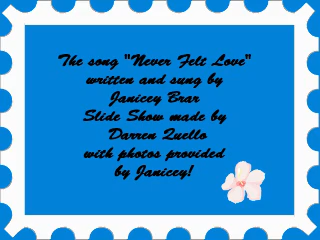 The song "Never Felt Love"
written and sung by
Janicey Brar
Slide Show made by
Darren Quello
with photos provided
by Janicey!